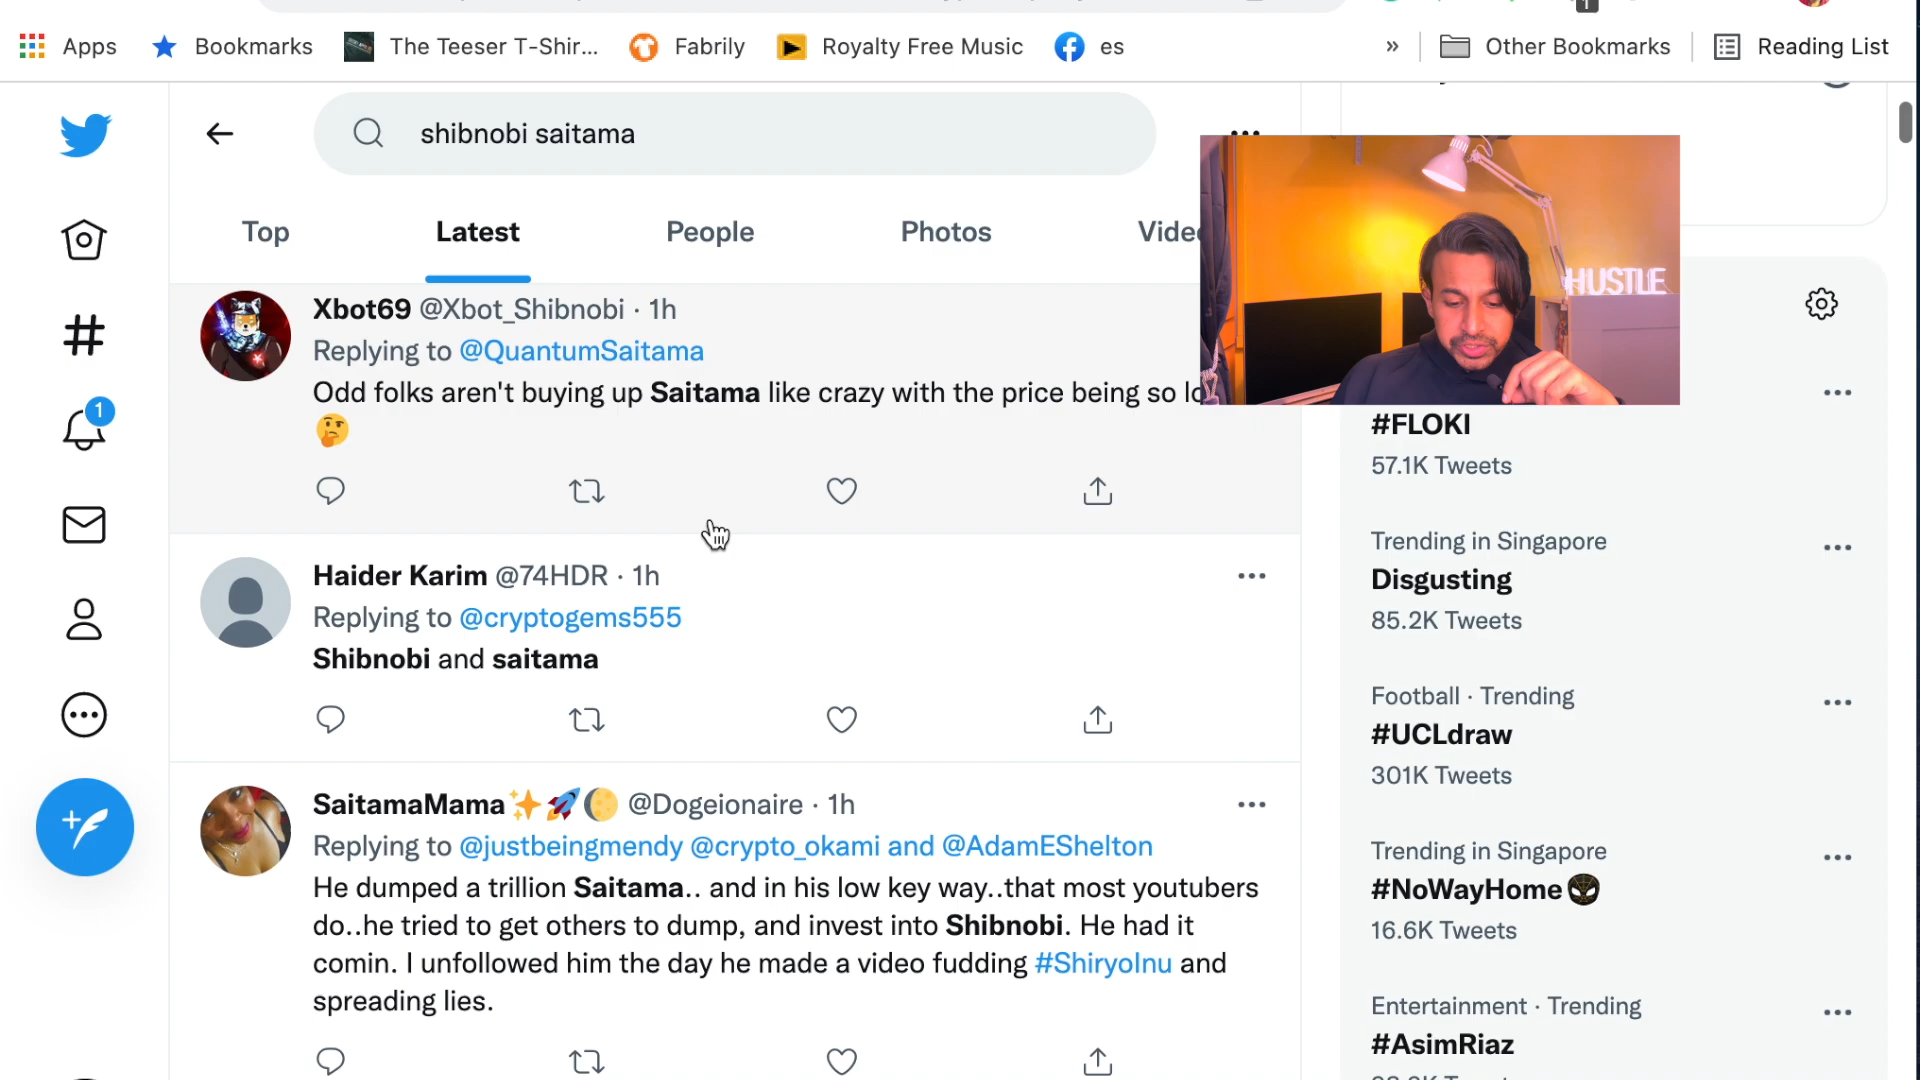 Apps
Bookmarks
The Teeser T-Shir...
Fabrily
Royalty Free Music
es
»
Other Bookmarks
Reading List
shibnobi saitama
Top
Latest
People
Photos
HUSTLE
Xbot69 @Xbot_Shibnobi · 1h
Replying to @QuantumSaitama
Odd folks aren't buying up Saitama like crazy with the price being so
1
Haider Karim @74HDR · 1h
Replying to @cryptogems555
Shibnobi and saitama
SaitamaMama✨🚀🌔 @Dogeionaire · 1h
Replying to @justbeingmendy @crypto_okami and @AdamEShelton
He dumped a trillion Saitama.. and in his low key way..that most youtubers
do..he tried to get others to dump, and invest into Shibnobi. He had it
comin. I unfollowed him the day he made a video fudding #ShiryoInu and
spreading lies.
#FLOKI
57.1K Tweets
Trending in Singapore
Disgusting
85.2K Tweets
Football · Trending
#UCLdraw
301K Tweets
Trending in Singapore
#NoWayHome
16.6K Tweets
Entertainment · Trending
#AsimRiaz